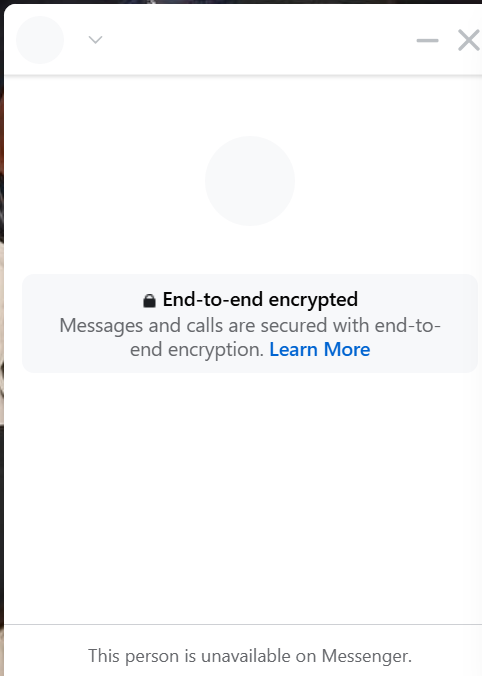 End-to-end encrypted
Messages and calls are secured with end-to-
end encryption. Learn More
This person is unavailable on Messenger.